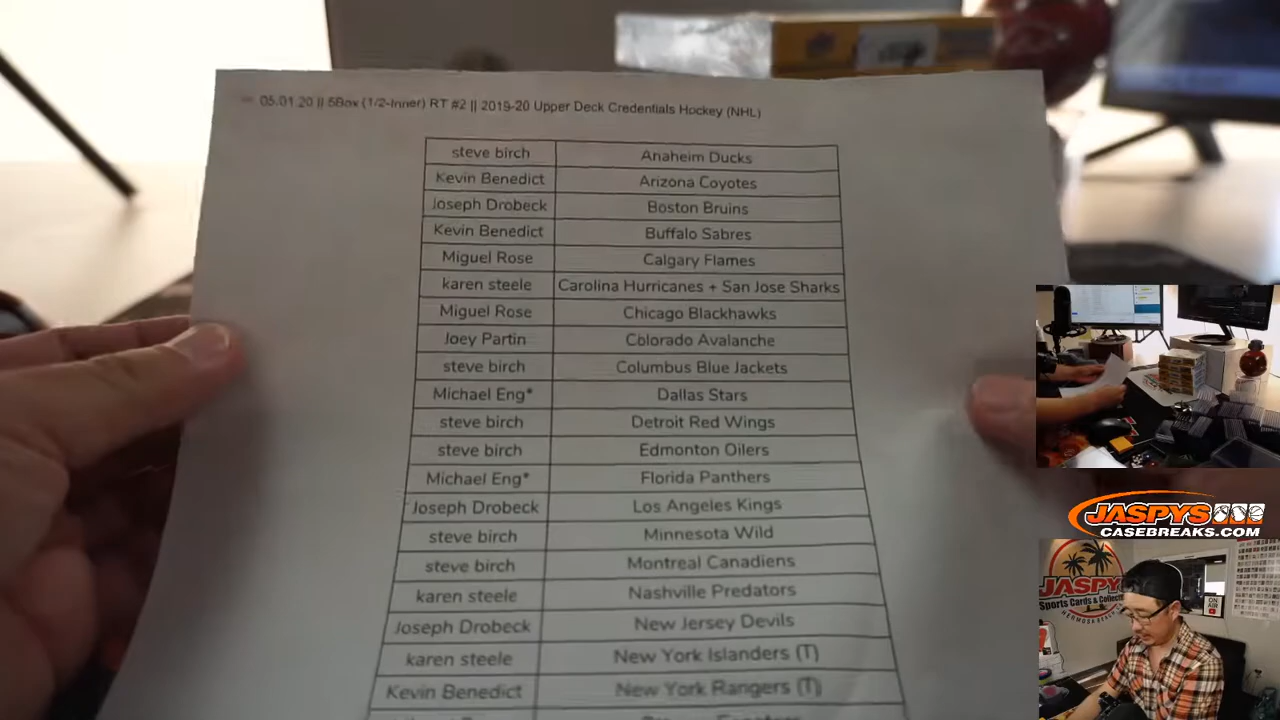 05.01.20 || 5Box (1/2-Inner) RT #2 || 2019-20 Upper Deck Credentials Hockey (NHL)
steve birch Anaheim Ducks
Kevin Benedict Arizona Coyotes
Joseph Drobeck Boston Bruins
Kevin Benedict Buffalo Sabres
Miguel Rose Calgary Flames
karen steele Carolina Hurricanes + San Jose Sharks
Miguel Rose Chicago Blackhawks
Joey Partin Colorado Avalanche
steve birch Columbus Blue Jackets
Michael Eng* Dallas Stars
steve birch Detroit Red Wings
steve birch Edmonton Oilers
Michael Eng* Florida Panthers
Joseph Drobeck Los Angeles Kings
steve birch Minnesota Wild
steve birch Montreal Canadiens
karen steele Nashville Predators
Joseph Drobeck New Jersey Devils
karen steele New York Islanders (T)
Kevin Benedict New York Rangers (T)
JASPYS
CASEBREAKS.COM
JASPY'S
Sports Cards & Collect
ON
AIR